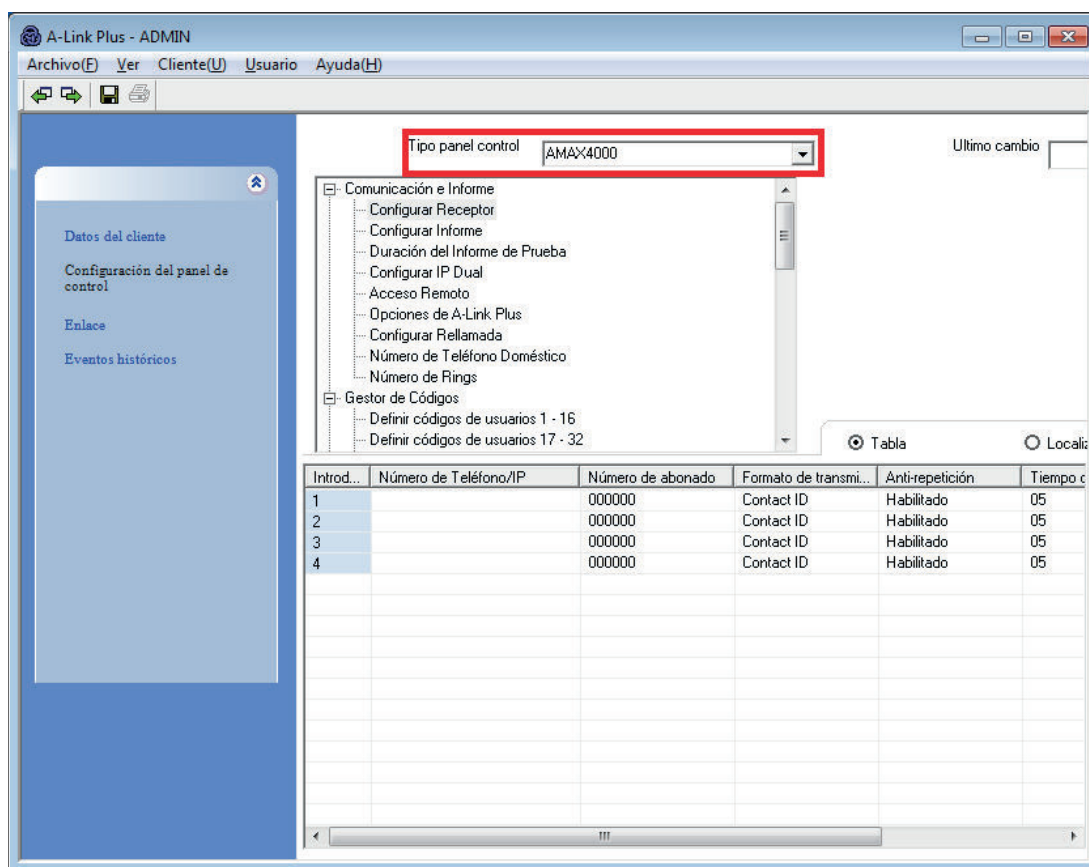 A-Link Plus - ADMIN
Archivo(F) Ver Cliente(U) Usuario Ayuda(H)
Tipo panel control AMAX4000 Ultimo cambio
Datos del cliente
Configuración del panel de
control
Enlace
Eventos históricos
Comunicación e Informe
Configurar Receptor
Configurar Informe
Duración del Informe de Prueba
Configurar IP Dual
Acceso Remoto
Opciones de A-Link Plus
Configurar Rellamada
Número de Teléfono Doméstico
Número de Rings
Gestor de Códigos
Definir códigos de usuarios 1 - 16
Definir códigos de usuarios 17 - 32
Tabla Localiz
Introd... Número de Teléfono/IP Número de abonado Formato de transmi... Anti-repetición Tiempo d
1 000000 Contact ID Habilitado 05
2 000000 Contact ID Habilitado 05
3 000000 Contact ID Habilitado 05
4 000000 Contact ID Habilitado 05